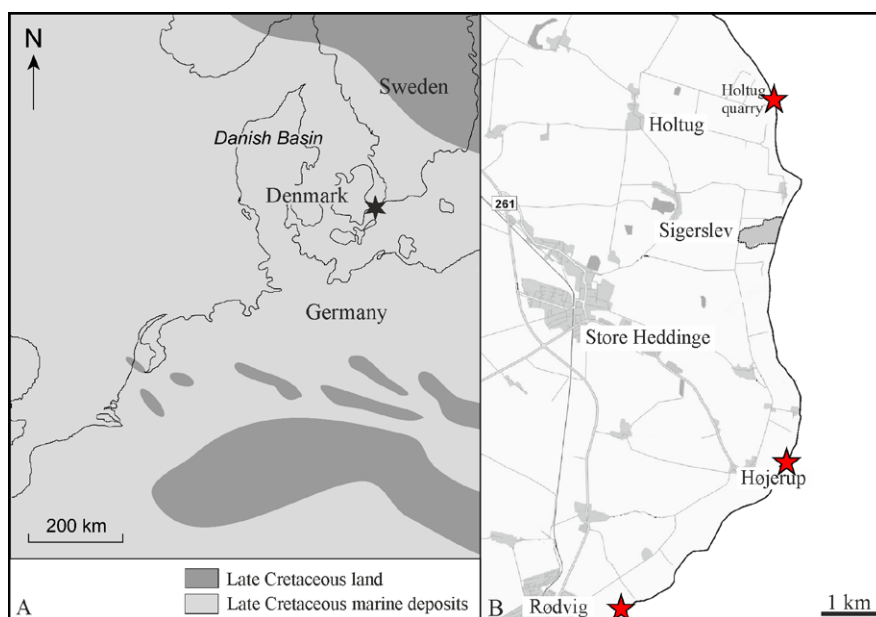 N
Sweden
Danish Basin
Denmark
Germany
200 km
Late Cretaceous land
Late Cretaceous marine deposits
A
Holtug
quarry
Holtug
261
Sigerslev
Store Heddinge
Højerup
Rødvig
B
1 km